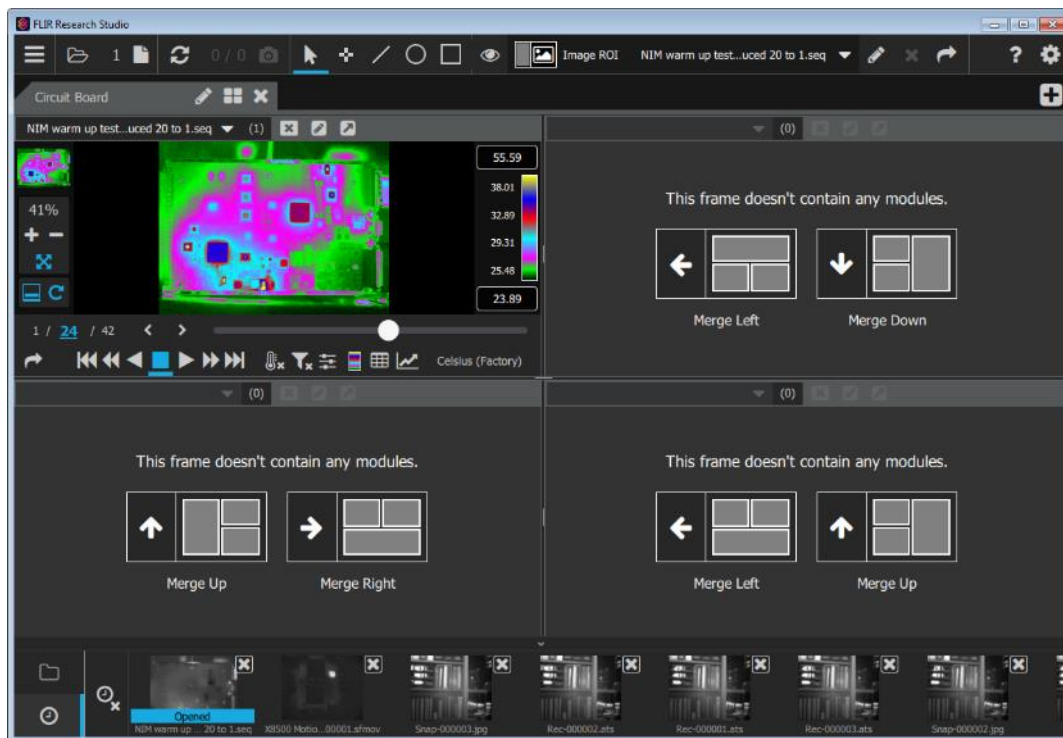 FLIR Research Studio
1
0 / 0
Image ROI
NIM warm up test...uced 20 to 1.seq
?
Circuit Board
NIM warm up test...uced 20 to 1.seq
(1)
41%
55.59
38.01
32.89
29.31
25.48
23.89
1 / 24 / 42
Celsius (Factory)
(0)
This frame doesn't contain any modules.
Merge Left
Merge Down
(0)
This frame doesn't contain any modules.
Merge Up
Merge Right
(0)
This frame doesn't contain any modules.
Merge Left
Merge Up
Opened
NIM warm up ... 20 to 1.seq
X8500 Motio...00001.sfmov
Snap-000003.jpg
Rec-000002.ats
Rec-000001.ats
Rec-000003.ats
Snap-000002.jpg